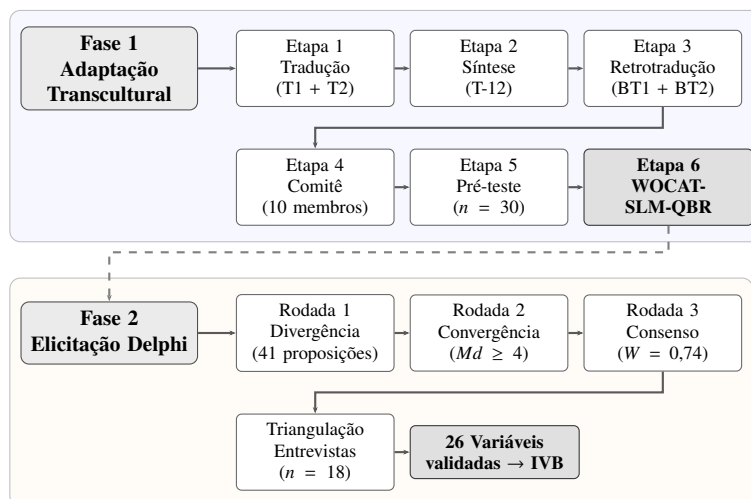 Fase 1
Adaptação
Transcultural
Etapa 1
Tradução
(T1 + T2)
Etapa 2
Síntese
(T-12)
Etapa 3
Retrotradução
(BT1 + BT2)
Etapa 4
Comitê
(10 membros)
Etapa 5
Pré-teste
(n = 30)
Etapa 6
WOCAT-
SLM-QBR
Fase 2
Elicitação Delphi
Rodada 1
Divergência
(41 proposições)
Rodada 2
Convergência
(Md ≥ 4)
Rodada 3
Consenso
(W = 0,74)
Triangulação
Entrevistas
(n = 18)
26 Variáveis
validadas → IVB